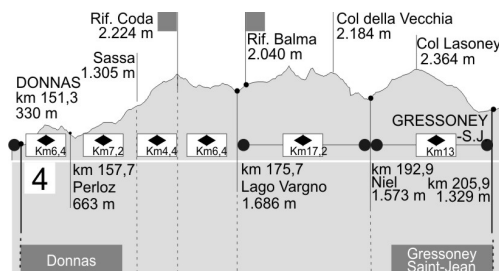 Rif. Coda
2.224 m
Sassa
1.305 m
DONNAS
km 151,3
330 m
Rif. Balma
2.040 m
Col della Vecchia
2.184 m
Col Lasoney
2.364 m
GRESSONEY
-S.J.
Km6,4
Km7,2
Km4,4
Km6,4
Km17,2
Km13
4
km 157,7
Perloz
663 m
km 175,7
Lago Vargno
1.686 m
km 192,9
Niel
1.573 m
km 205,9
1.329 m
Donnas
Gressoney
Saint-Jean